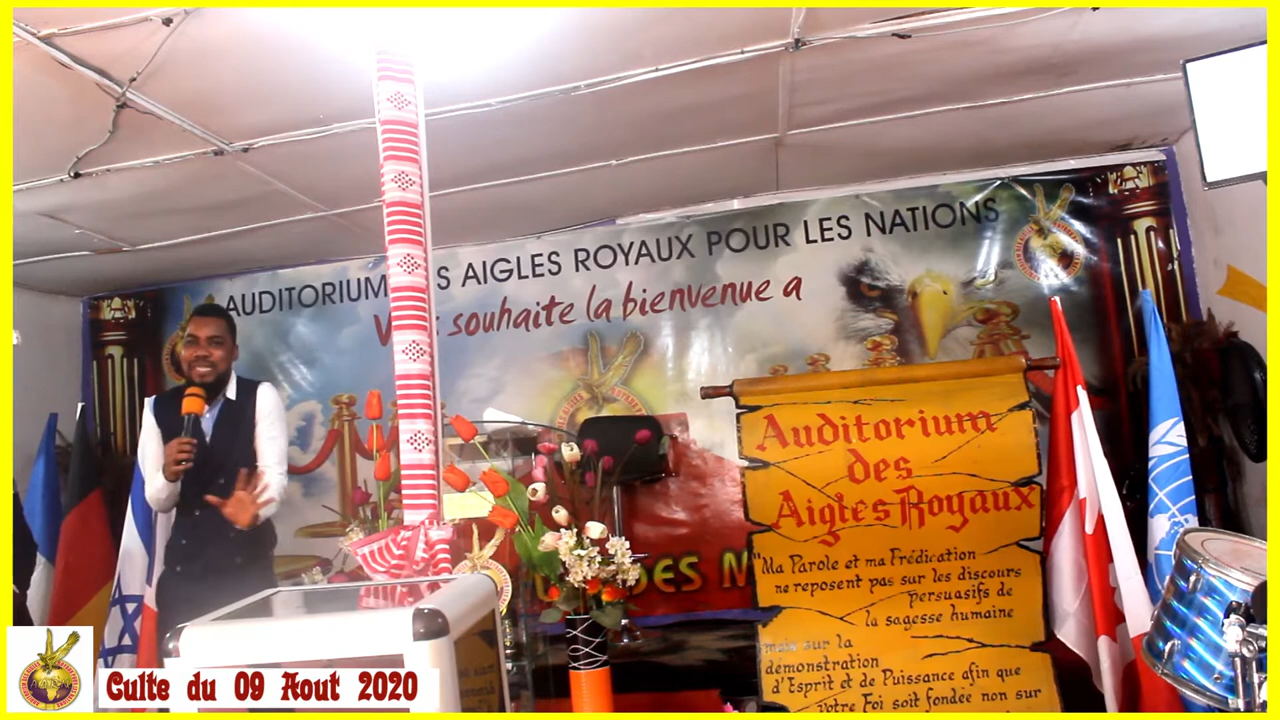 AUDITORIUM S AIGLES ROYAUX POUR LES NATIONS
souhaite la bienvenue a
DES
Auditorium
des
Aigles Royaux
"Ma Parole et ma Prédication
ne reposent pas sur les discours
persuasifs de
la sagesse humaine
mais sur la
démonstration
d'Esprit et de Puissance afin que
votre Foi soit fondée non sur
Culte du 09 Aout 2020